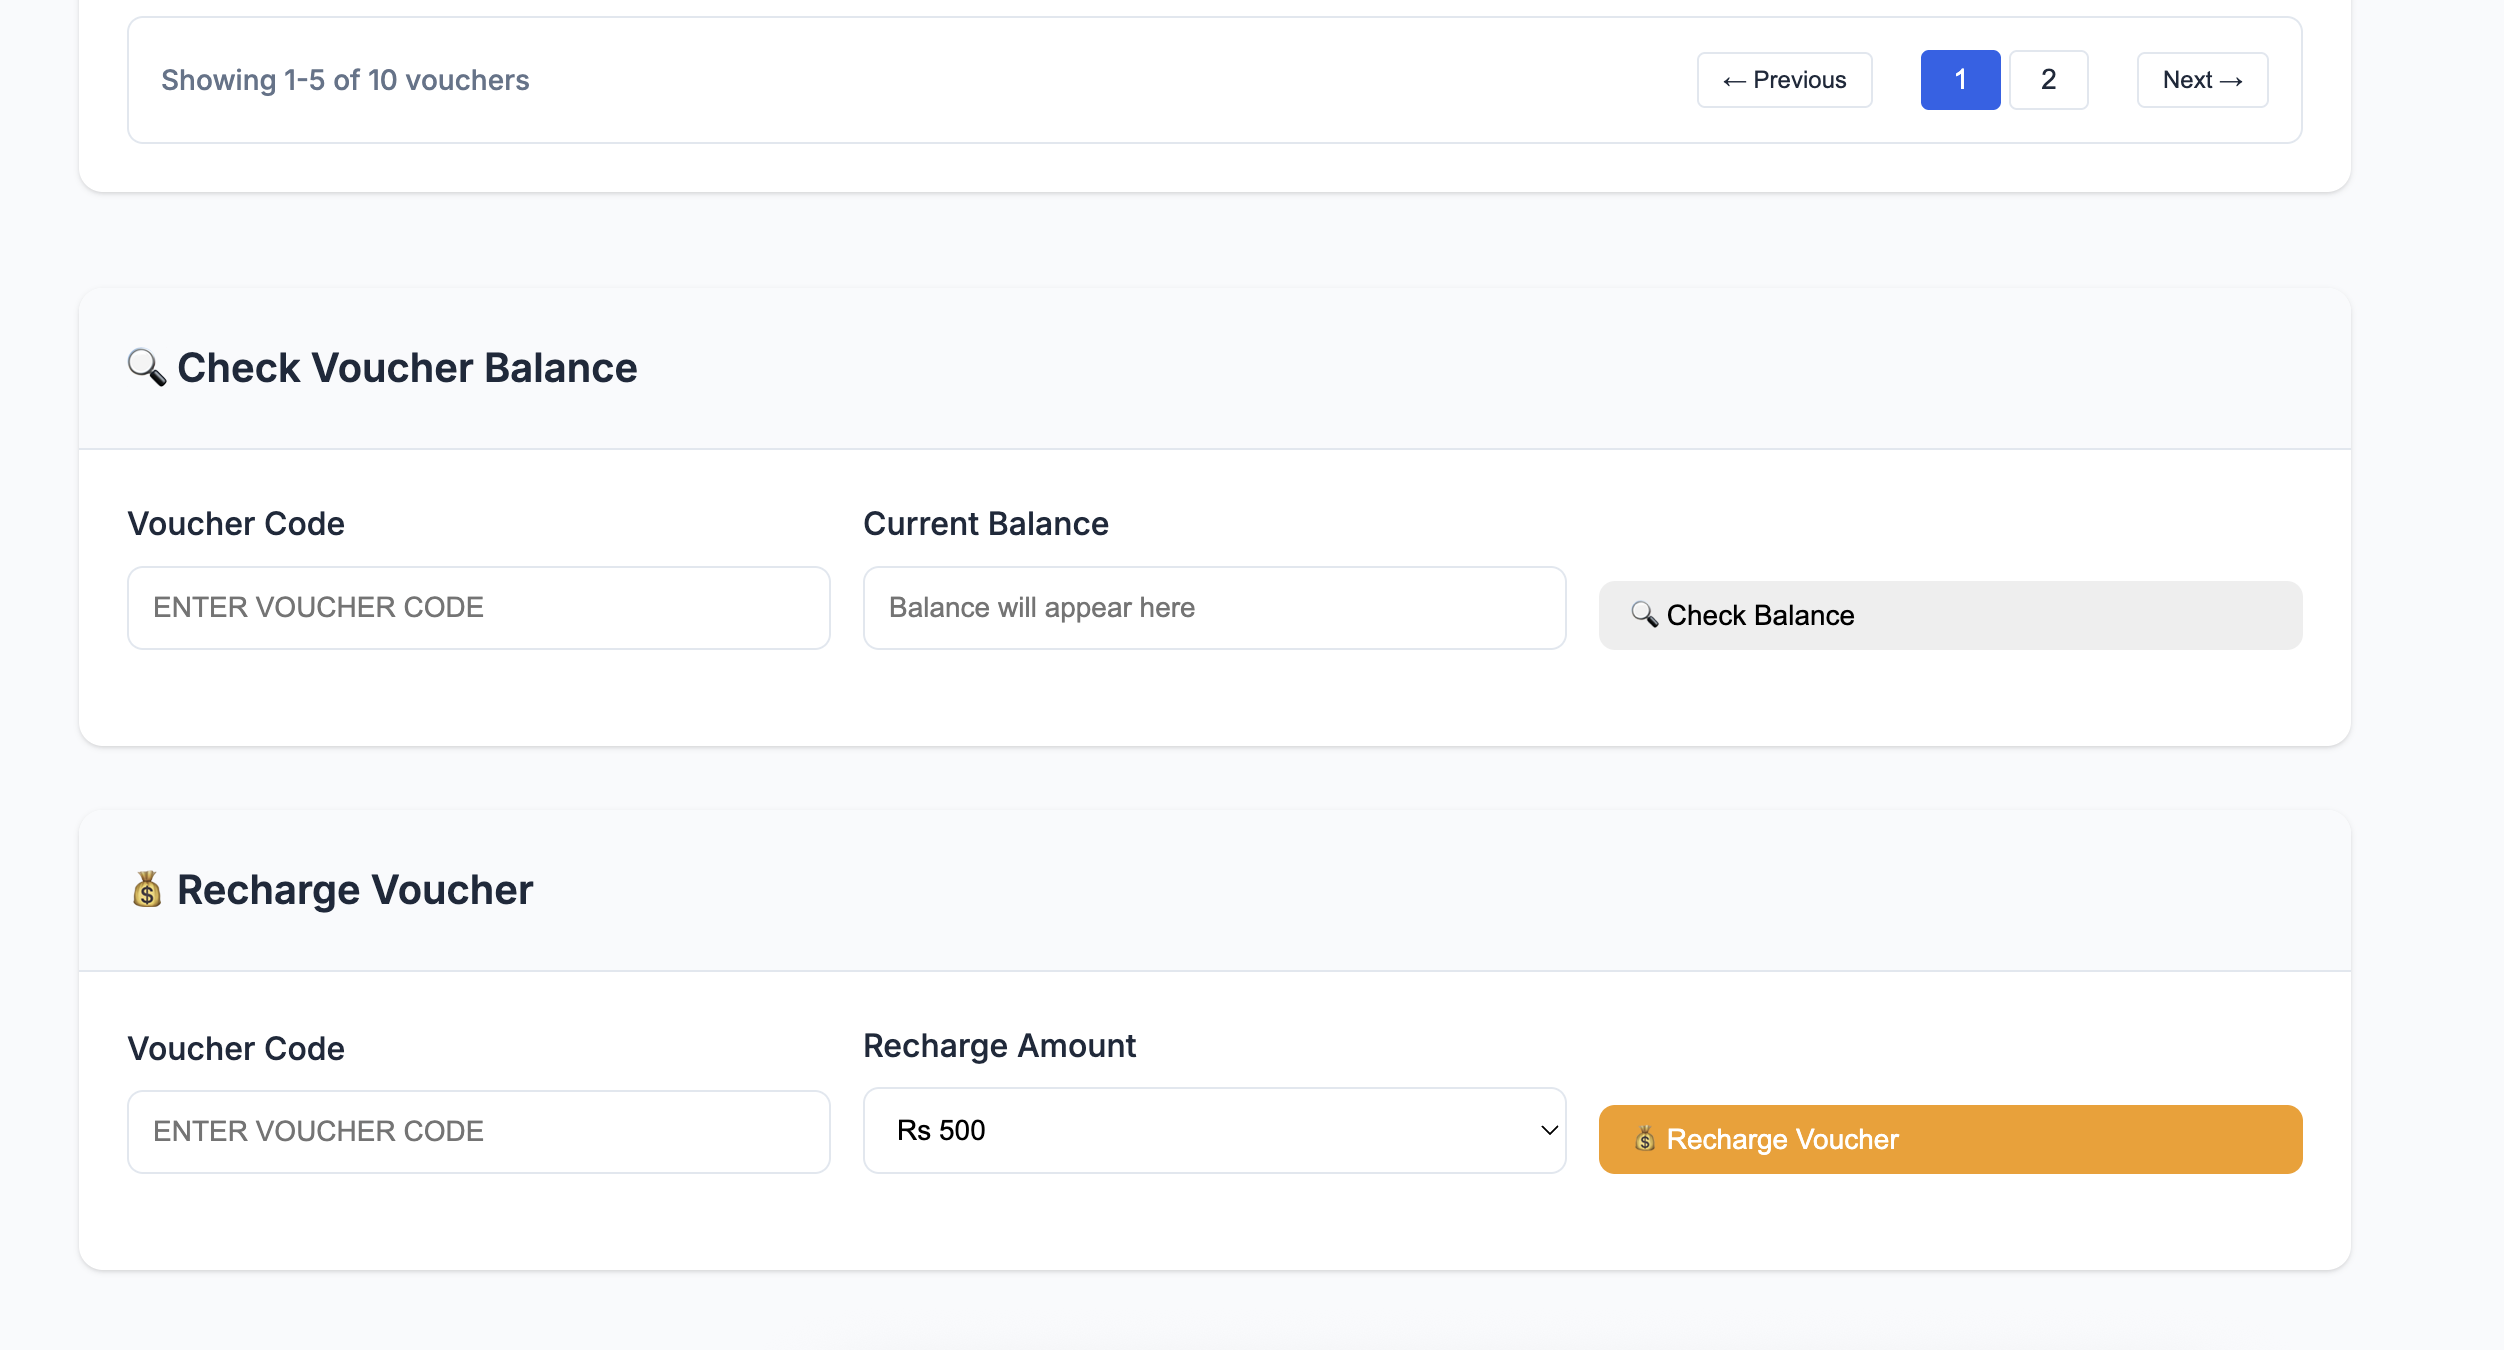 Showing 1-5 of 10 vouchers
← Previous
1
2
Next →
🔍 Check Voucher Balance
Voucher Code
Current Balance
ENTER VOUCHER CODE
Balance will appear here
🔍 Check Balance
💰 Recharge Voucher
Voucher Code
Recharge Amount
ENTER VOUCHER CODE
Rs 500
💰 Recharge Voucher